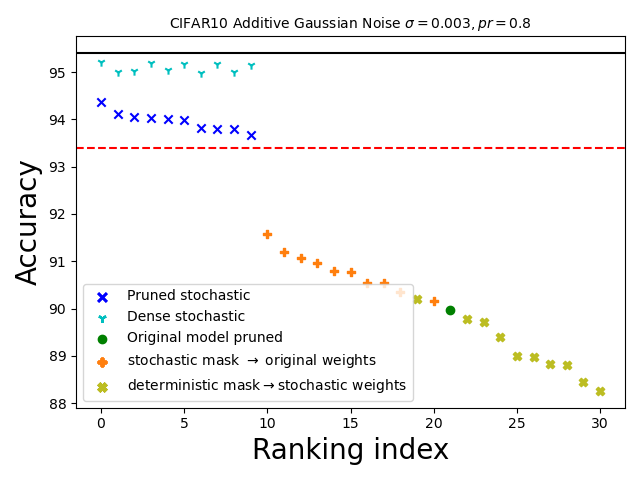 CIFAR10 Additive Gaussian Noise σ = 0.003, pr = 0.8
Accuracy
95
94
93
92
91
90
89
88
Pruned stochastic
Dense stochastic
Original model pruned
stochastic mask → original weights
deterministic mask→stochastic weights
0 5 10 15 20 25 30
Ranking index